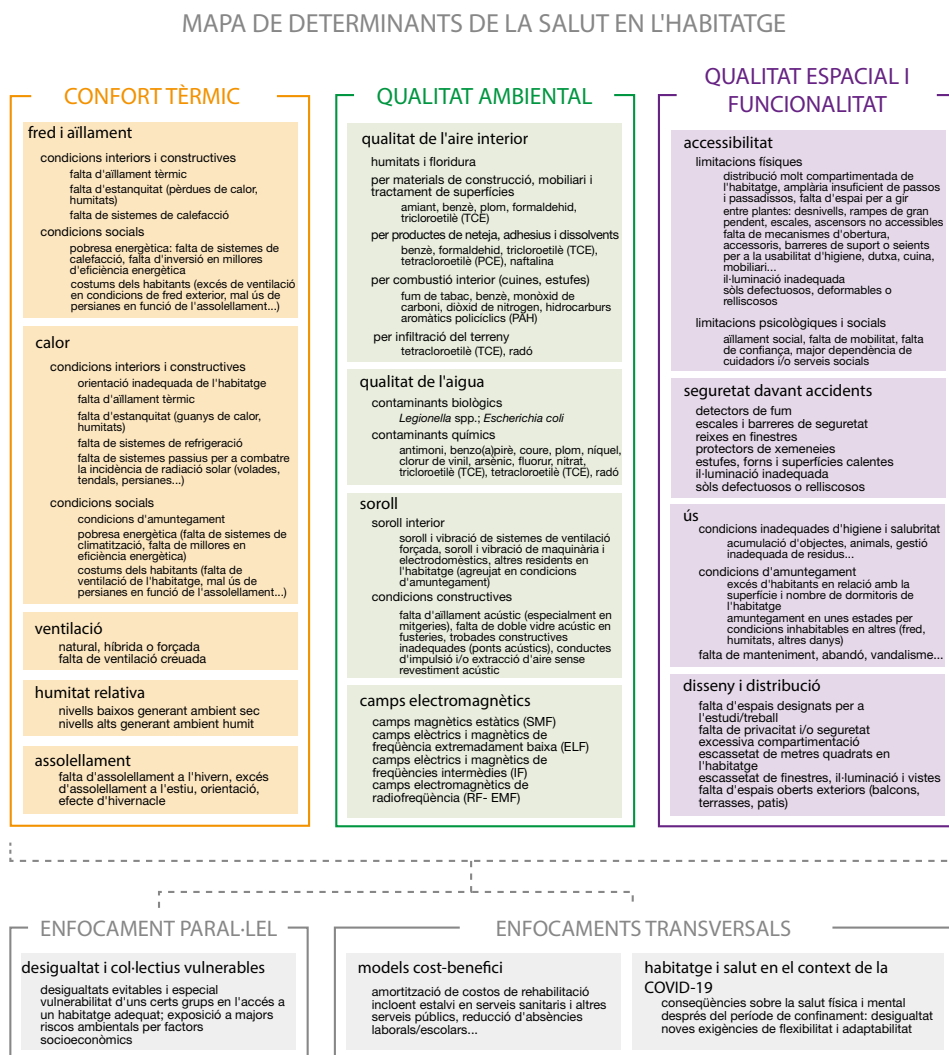 MAPA DE DETERMINANTS DE LA SALUT EN L'HABITATGE
CONFORT TÈRMIC
fred i aïllament
condicions interiors i constructives
falta d'aïllament tèrmic
falta d'estanquitat (pèrdues de calor,
humitats)
falta de sistemes de calefacció
condicions socials
pobresa energètica: falta de sistemes de
calefacció, falta d'inversió en millores
d'eficiència energètica
costums dels habitants (excés de ventilació
en condicions de fred exterior, mal ús de
persianes en funció de l'assolellament...)
calor
condicions interiors i constructives
orientació inadequada de l'habitatge
falta d'aïllament tèrmic
falta d'estanquitat (guanys de calor,
humitats)
falta de sistemes de refrigeració
falta de sistemes passius per a combatre
la incidència de radiació solar (volades,
tendals, persianes...)
condicions socials
condicions d'amuntegament
pobresa energètica (falta de sistemes de
climatització, falta de millores en
eficiència energètica)
costums dels habitants (falta de
ventilació de l'habitatge, mal ús de
persianes en funció de l'assolellament...)
ventilació
natural, híbrida o forçada
falta de ventilació creuada
humitat relativa
nivells baixos generant ambient sec
nivells alts generant ambient humit
assolellament
falta d'assolellament a l'hivern, excés
d'assolellament a l'estiu, orientació,
efecte d'hivernacle
QUALITAT AMBIENTAL
qualitat de l'aire interior
humitats i floridura
per materials de construcció, mobiliari i
tractament de superfícies
amiant, benzè, plom, formaldehid,
tricloroetilè (TCE)
per productes de neteja, adhesius i dissolvents
benzè, formaldehid, tricloroetilè (TCE),
tetracloroetilè (PCE), naftalina
per combustió interior (cuines, estufes)
fum de tabac, benzè, monòxid de
carboni, diòxid de nitrogen, hidrocarburs
aromàtics policíclics (PAH)
per infiltració del terreny
tetracloroetilè (TCE), radó
qualitat de l'aigua
contaminants biològics
Legionella spp.; Escherichia coli
contaminants químics
antimoni, benzo(a)pirè, coure, plom, níquel,
clorur de vinil, arsènic, fluorur, nitrat,
tricloroetilè (TCE), tetracloroetilè (TCE), radó
soroll
soroll interior
soroll i vibració de sistemes de ventilació
forçada, soroll i vibració de maquinària i
electrodomèstics, altres residents en
l'habitatge (agreujat en condicions
d'amuntegament)
condicions constructives
falta d'aïllament acústic (especialment en
mitgeries), falta de doble vidre acústic en
fusteries, trobades constructives
inadequades (ponts acústics), conductes
d'impulsió i/o extracció d'aire sense
revestiment acústic
camps electromagnètics
camps magnètics estàtics (SMF)
camps elèctrics i magnètics de
freqüència extremadament baixa (ELF)
camps elèctrics i magnètics de
freqüències intermèdies (IF)
camps electromagnètics de
radiofreqüència (RF- EMF)
QUALITAT ESPACIAL I
FUNCIONALITAT
accessibilitat
limitacions físiques
distribució molt compartimentada de
l'habitatge, amplària insuficient de passos
i passadissos, falta d'espai per a gir
entre plantes: desnivells, rampes de gran
pendent, escales, ascensors no accessibles
falta de mecanismes d'obertura,
accessoris, barreres de suport o seients
per a la usabilitat d'higiene, dutxa, cuina,
mobiliari...
il·luminació inadequada
sòls defectuosos, deformables o
relliscosos
limitacions psicològiques i socials
aïllament social, falta de mobilitat, falta
de confiança, major dependència de
cuidadors i/o serveis socials
seguretat davant accidents
detectors de fum
escales i barreres de seguretat
reixes en finestres
protectors de xemeneies
estufes, forns i superfícies calentes
il·luminació inadequada
sòls defectuosos o relliscosos
ús
condicions inadequades d'higiene i salubritat
acumulació d'objectes, animals, gestió
inadequada de residus...
condicions d'amuntegament
excés d'habitants en relació amb la
superfície i nombre de dormitoris de
l'habitatge
amuntegament en unes estades per
condicions inhabitables en altres (fred,
humitats, altres danys)
falta de manteniment, abandó, vandalisme...
disseny i distribució
falta d'espais designats per a
l'estudi/treball
falta de privacitat i/o seguretat
excessiva compartimentació
escassetat de metres quadrats en
l'habitatge
escassetat de finestres, il·luminació i vistes
falta d'espais oberts exteriors (balcons,
terrasses, patis)
ENFOCAMENT PARAL·LEL
desigualtat i col·lectius vulnerables
desigualtats evitables i especial
vulnerabilitat d'uns certs grups en l'accés a
un habitatge adequat; exposició a majors
riscos ambientals per factors
socioeconòmics
ENFOCAMENTS TRANSVERSALS
models cost-benefici
amortització de costos de rehabilitació
incloent estalvi en serveis sanitaris i altres
serveis públics, reducció d'absències
laborals/escolars...
habitatge i salut en el context de la
COVID-19
conseqüències sobre la salut física i mental
després del període de confinament: desigualtat
noves exigències de flexibilitat i adaptabilitat